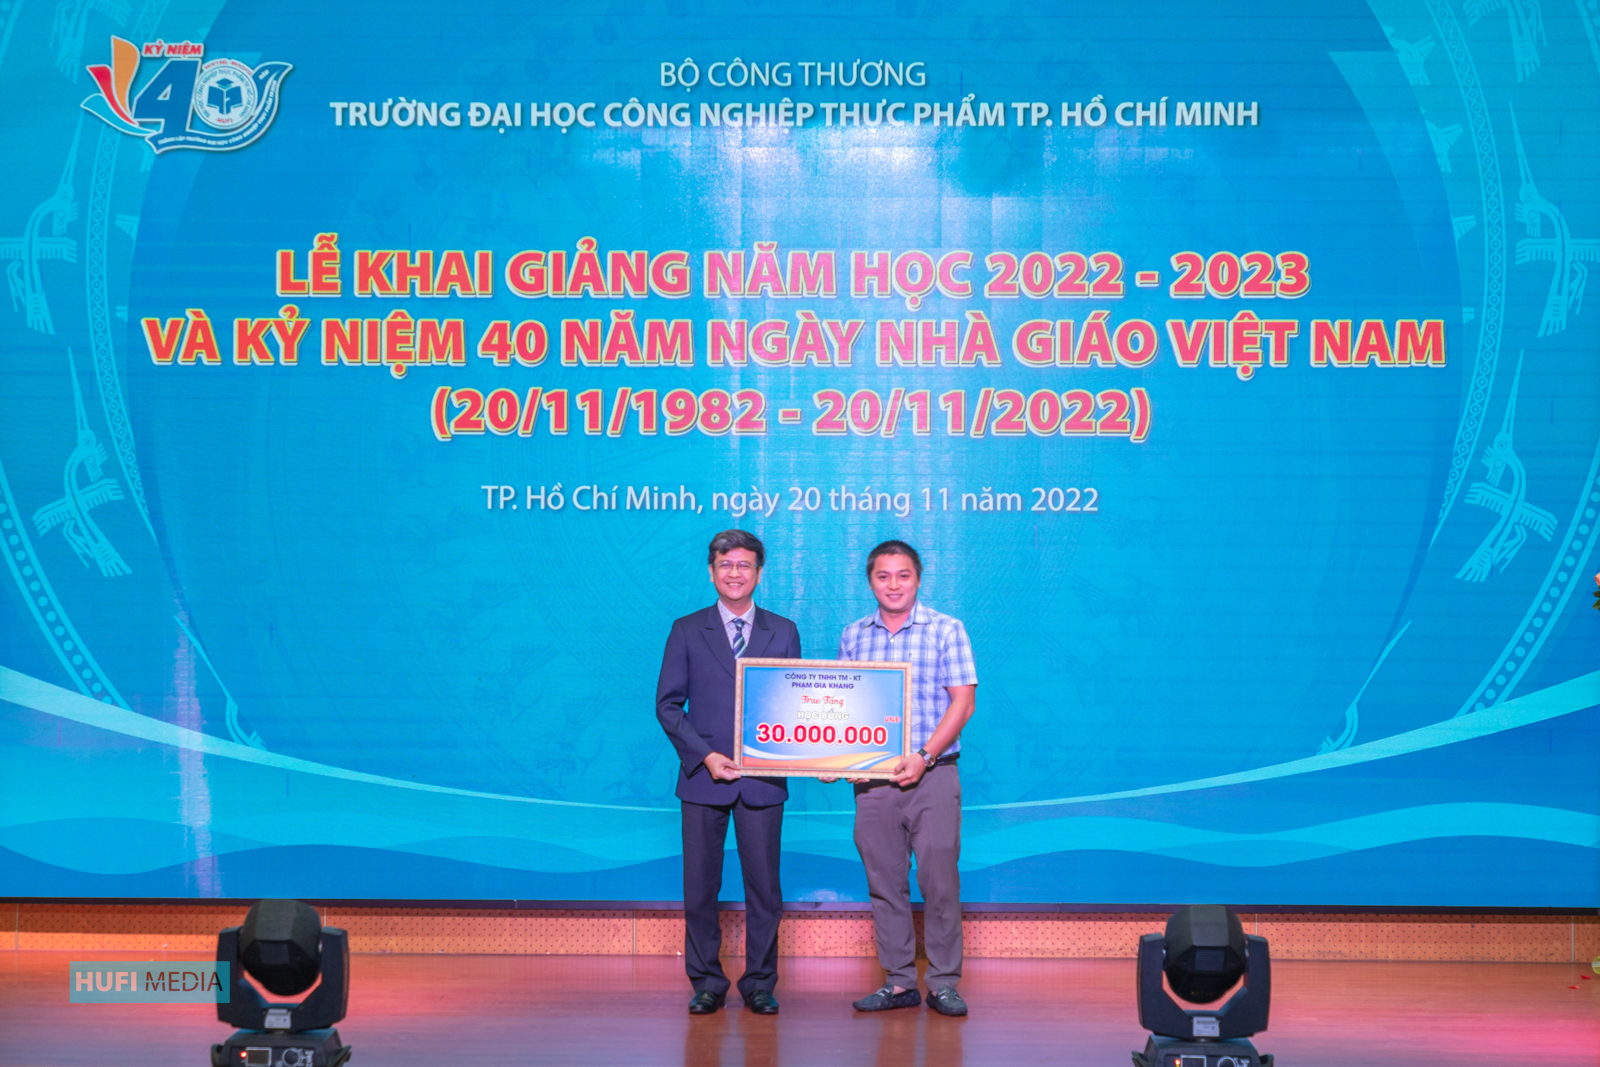 KỶ NIỆM
40
HUFI
BỘ CÔNG THƯƠNG
TRƯỜNG ĐẠI HỌC CÔNG NGHIỆP THỰC PHẨM TP. HỒ CHÍ MINH
LỄ KHAI GIẢNG NĂM HỌC 2022 - 2023
VÀ KỶ NIỆM 40 NĂM NGÀY NHÀ GIÁO VIỆT NAM
(20/11/1982 - 20/11/2022)
TP. Hồ Chí Minh, ngày 20 tháng 11 năm 2022
CÔNG TY TNHH TM - KT
PHẠM GIA KHANG
Trao Tặng
HỌC BỔNG
30.000.000 VNĐ
HUFI MEDIA